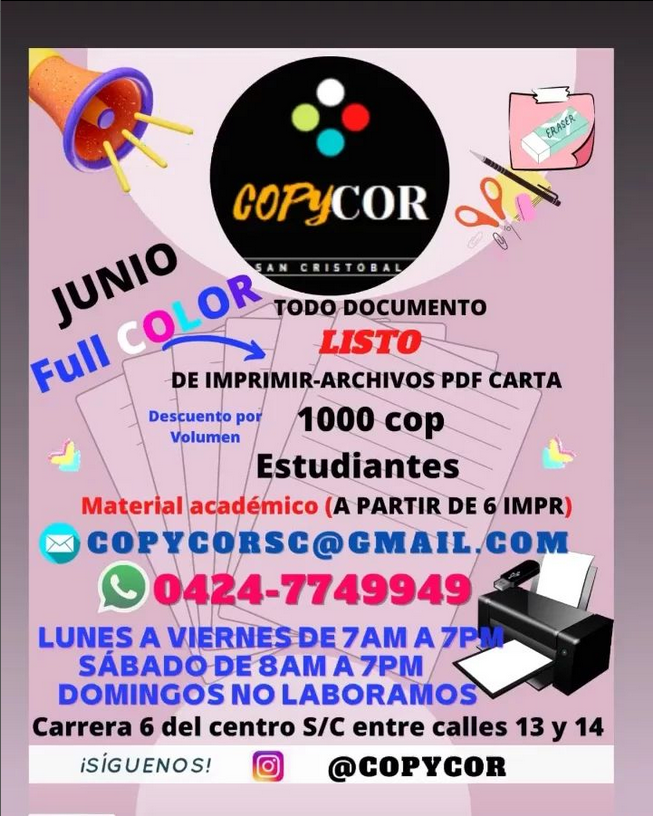 ERASER
COPYCOR
SAN CRISTOBAL
JUNIO
Full COLOR
TODO DOCUMENTO
LISTO
DE IMPRIMIR-ARCHIVOS PDF CARTA
Descuento por
Volumen
1000 cop
Estudiantes
Material académico (A PARTIR DE 6 IMPR)
COPYCORSC@GMAIL.COM
0424-7749949
LUNES A VIERNES DE 7AM A 7PM
SÁBADO DE 8AM A 7PM
DOMINGOS NO LABORAMOS
Carrera 6 del centro S/C entre calles 13 y 14
¡SÍGUENOS! @COPYCOR